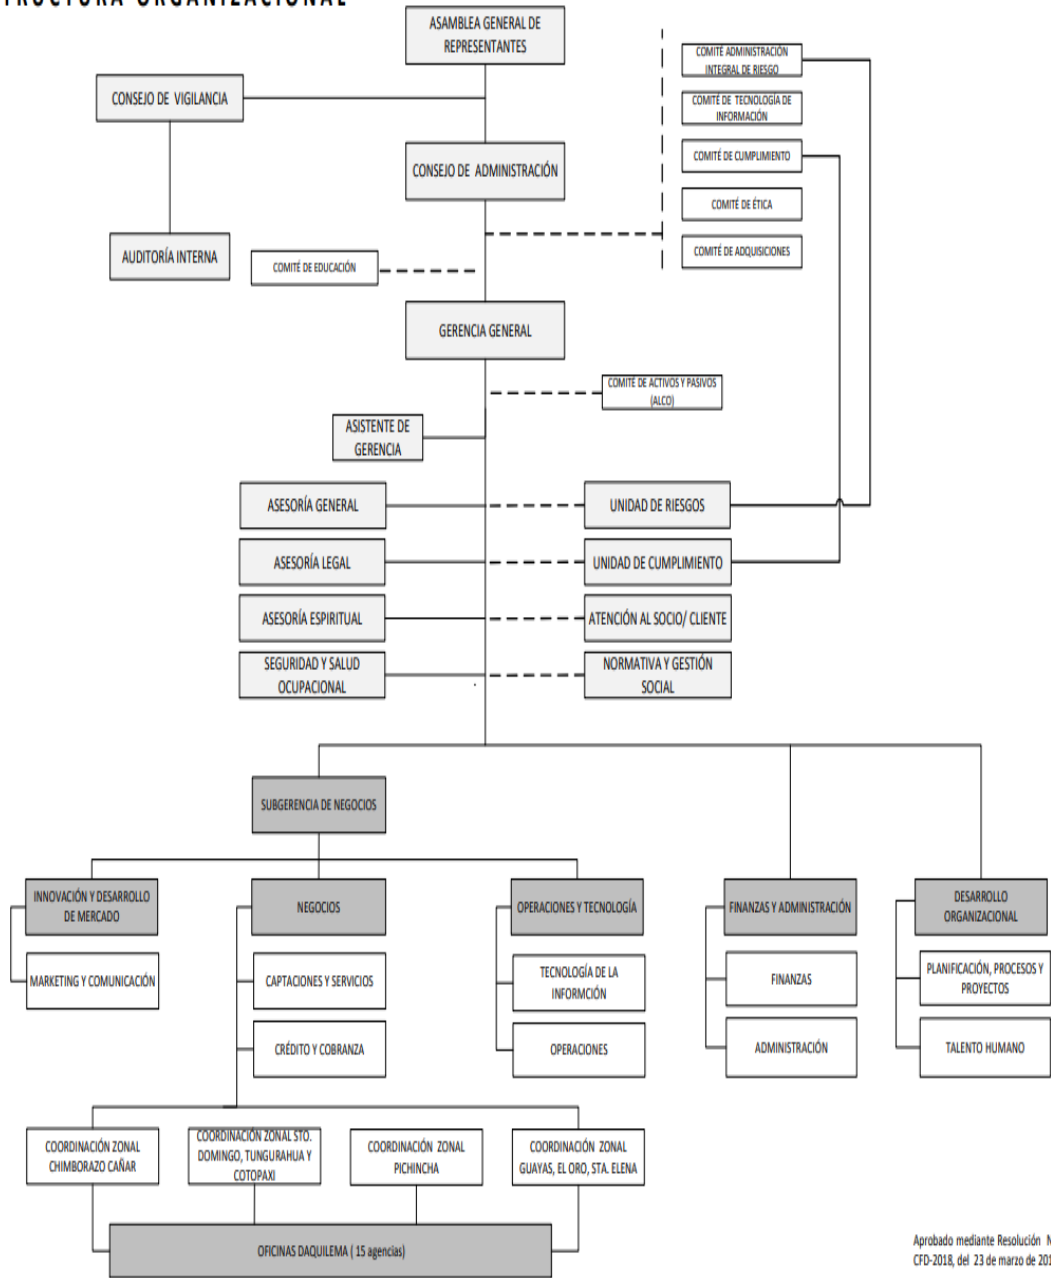 ORGANIZACIONAL
ASAMBLEA GENERAL DE
REPRESENTANTES
COMITÉ ADMINISTRACIÓN
INTEGRAL DE RIESGO
CONSEJO DE VIGILANCIA
COMITÉ DE TECNOLOGÍA DE
INFORMACIÓN
CONSEJO DE ADMINISTRACIÓN
COMITÉ DE CUMPLIMIENTO
COMITÉ DE ÉTICA
AUDITORÍA INTERNA
COMITÉ DE EDUCACIÓN
COMITÉ DE ADQUISICIONES
GERENCIA GENERAL
COMITÉ DE ACTIVOS Y PASIVOS
(ALCO)
ASISTENTE DE
GERENCIA
ASESORÍA GENERAL
UNIDAD DE RIESGOS
ASESORÍA LEGAL
UNIDAD DE CUMPLIMIENTO
ASESORÍA ESPIRITUAL
ATENCIÓN AL SOCIO/ CLIENTE
SEGURIDAD Y SALUD
OCUPACIONAL
NORMATIVA Y GESTIÓN
SOCIAL
SUBGERENCIA DE NEGOCIOS
INNOVACIÓN Y DESARROLLO
DE MERCADO
NEGOCIOS
OPERACIONES Y TECNOLOGÍA
FINANZAS Y ADMINISTRACIÓN
DESARROLLO
ORGANIZACIONAL
MARKETING Y COMUNICACIÓN
CAPTACIONES Y SERVICIOS
TECNOLOGÍA DE LA
INFORMCIÓN
FINANZAS
PLANIFICACIÓN, PROCESOS Y
PROYECTOS
CRÉDITO Y COBRANZA
OPERACIONES
ADMINISTRACIÓN
TALENTO HUMANO
COORDINACIÓN ZONAL
CHIMBORAZO CAÑAR
COORDINACIÓN ZONAL STO.
DOMINGO, TUNGURAHUA Y
COTOPAXI
COORDINACIÓN ZONAL
PICHINCHA
COORDINACIÓN ZONAL
GUAYAS, EL ORO, STA. ELENA
OFICINAS DAQUILEMA ( 15 agencias)
Aprobado mediante Resolución N
CFD-2018, del 23 de marzo de 201